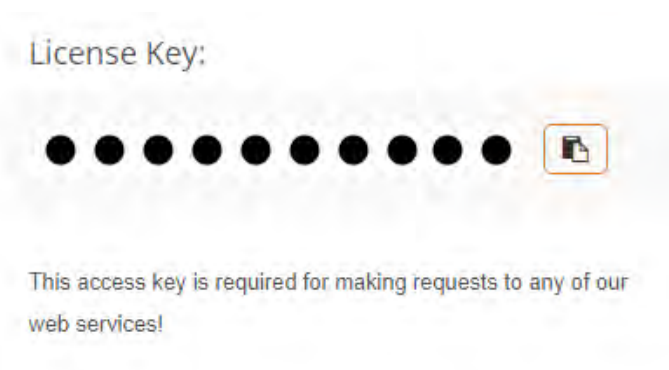 License Key:
●●●●●●●●●●
This access key is required for making requests to any of our
web services!